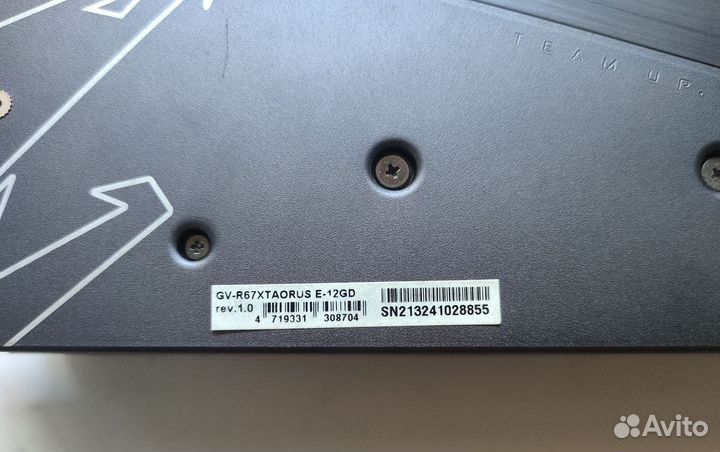 TEAM UP.
GV-R67XTAORUS E-12GD
rev.1.0
4 719331 308704
SN213241028855
Avito